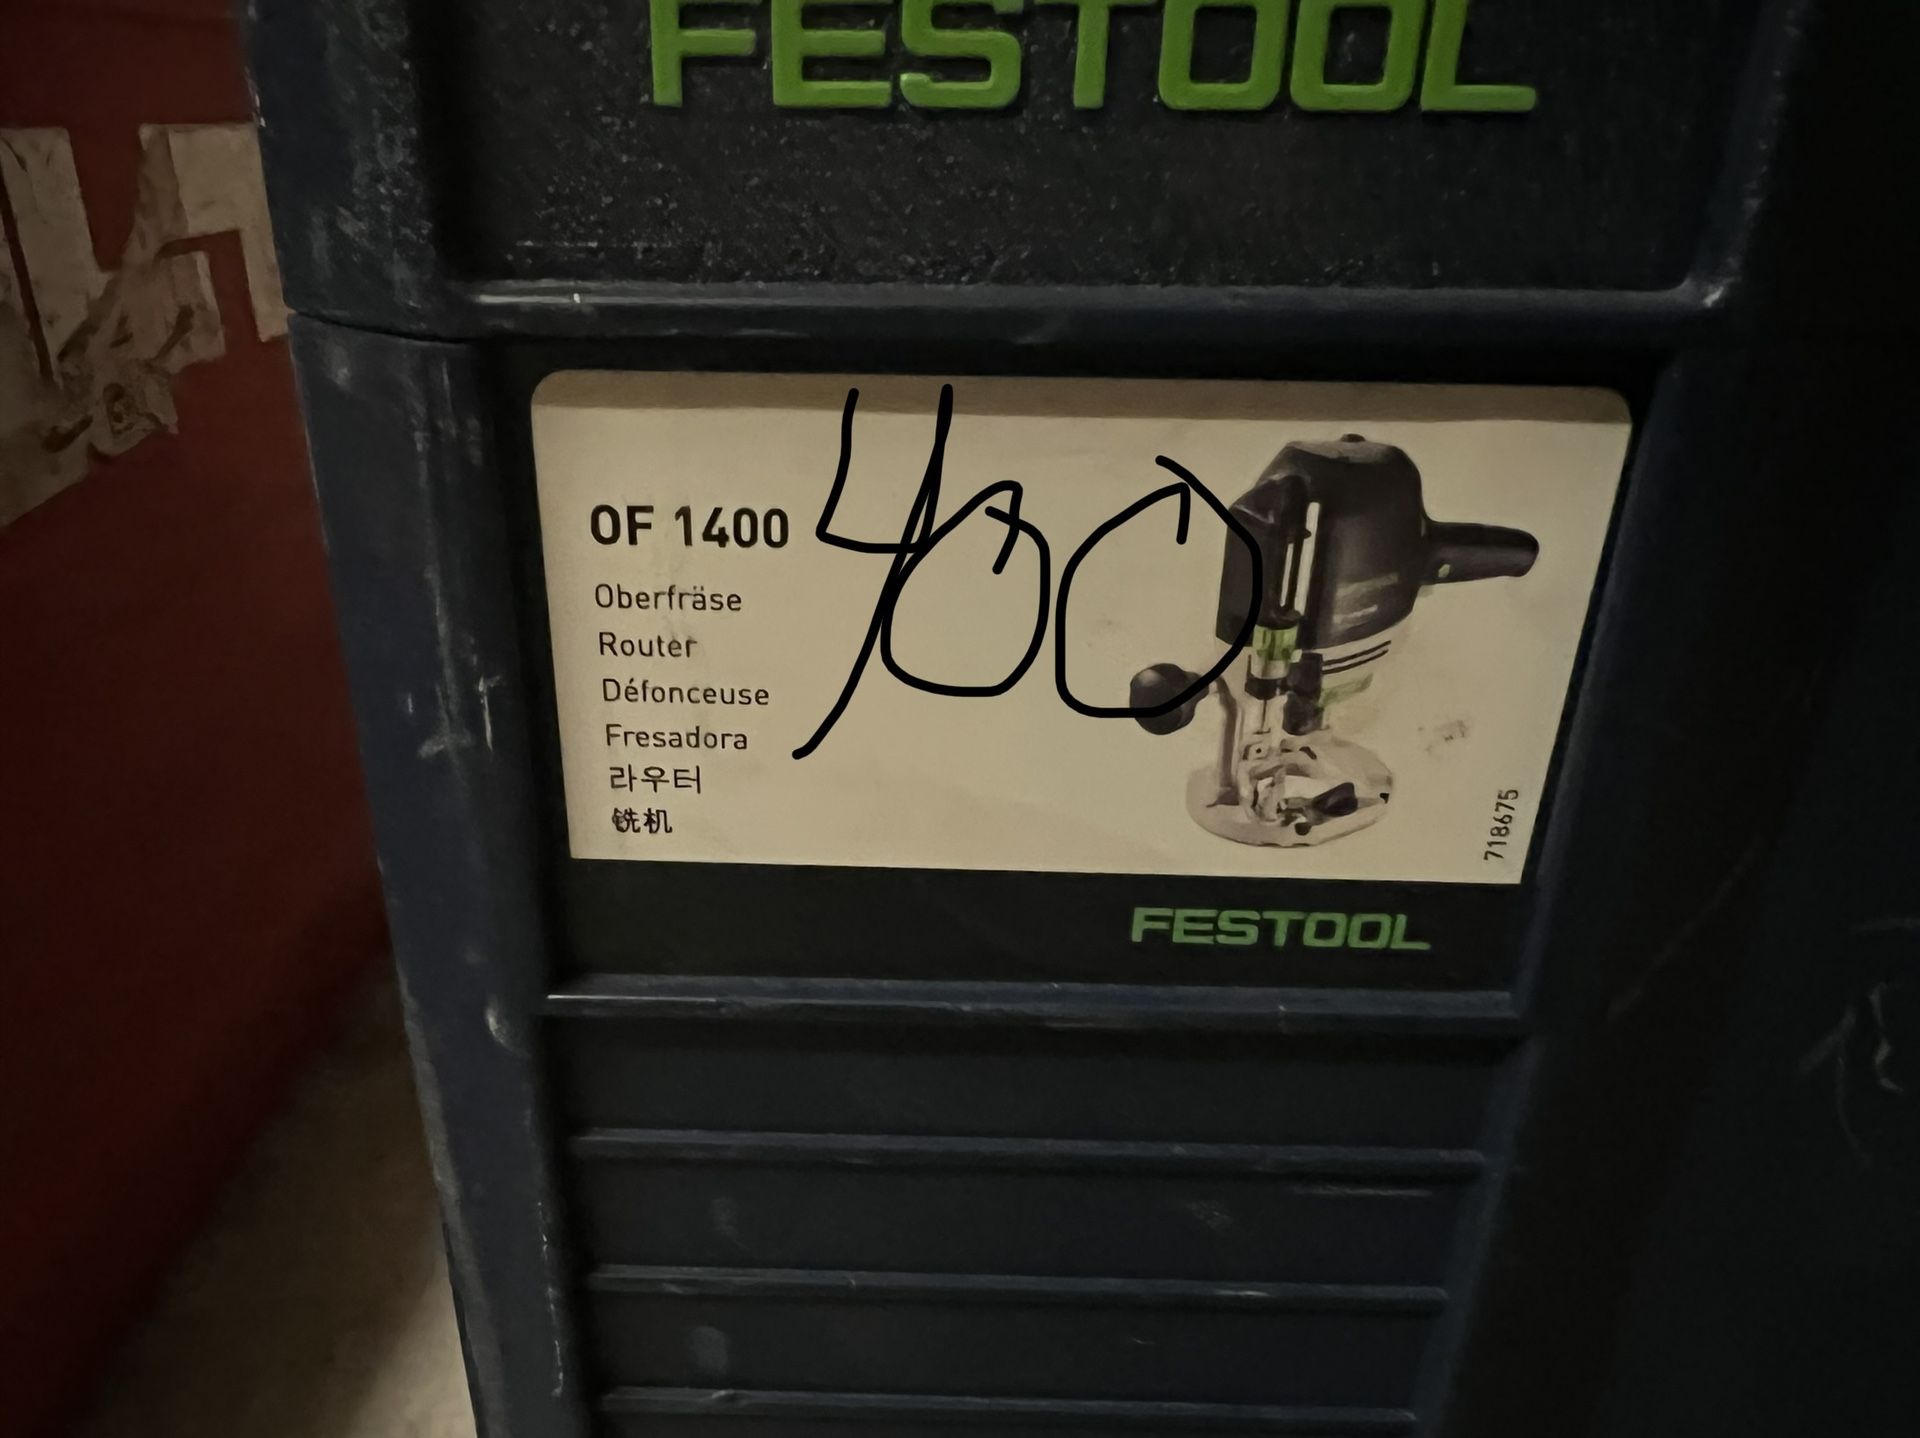 FESTOOL
OF 1400
400
Oberfräse
Router
Défonceuse
Fresadora
라우터
铣机
718675
FESTOOL